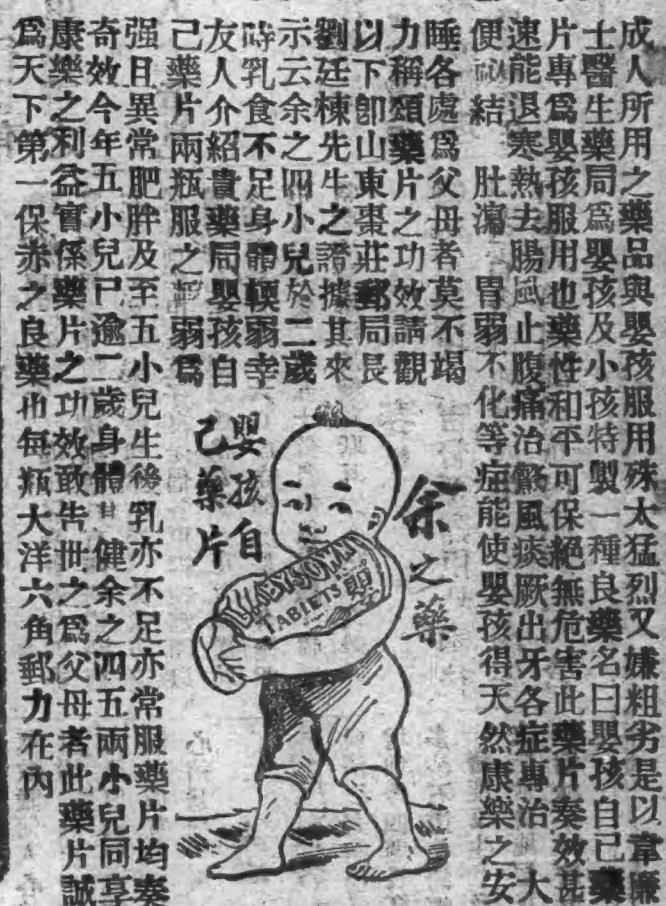 成人所用之藥品與嬰孩服用殊太猛烈又嫌粗劣是以韋廉
士醫生藥局爲嬰孩及小孩特製一種良藥名曰嬰孩自己藥
片專爲嬰孩服用也藥性和平可保絕無危害此藥片奏效甚
速能退寒熱去腸風止腹痛治驚風痰厥出牙各症專治 大
便秘結 肚瀉 胃弱不化等症能使嬰孩得天然康樂之安
睡各處爲父母者莫不竭
力稱頌藥片之功效請觀
以下卽山東棗莊郵局長
劉廷棟先生之證據其來
示云余之四小兒於二歲
時乳食不足身體輭弱幸
友人介紹貴藥局嬰孩自
己藥片兩瓶服之 弱爲
强且異常肥胖及至五小兒生後乳亦不足亦常服藥片均奏
奇效今年五小兒已逾二歲身體甚健余之四五兩小兒同享
康樂之利益實係藥片之功效敢告世之爲父母者此藥片誠
爲天下第一保赤之良藥也每瓶大洋六角郵力在內
余之藥
嬰孩自
己藥片
TABLETS